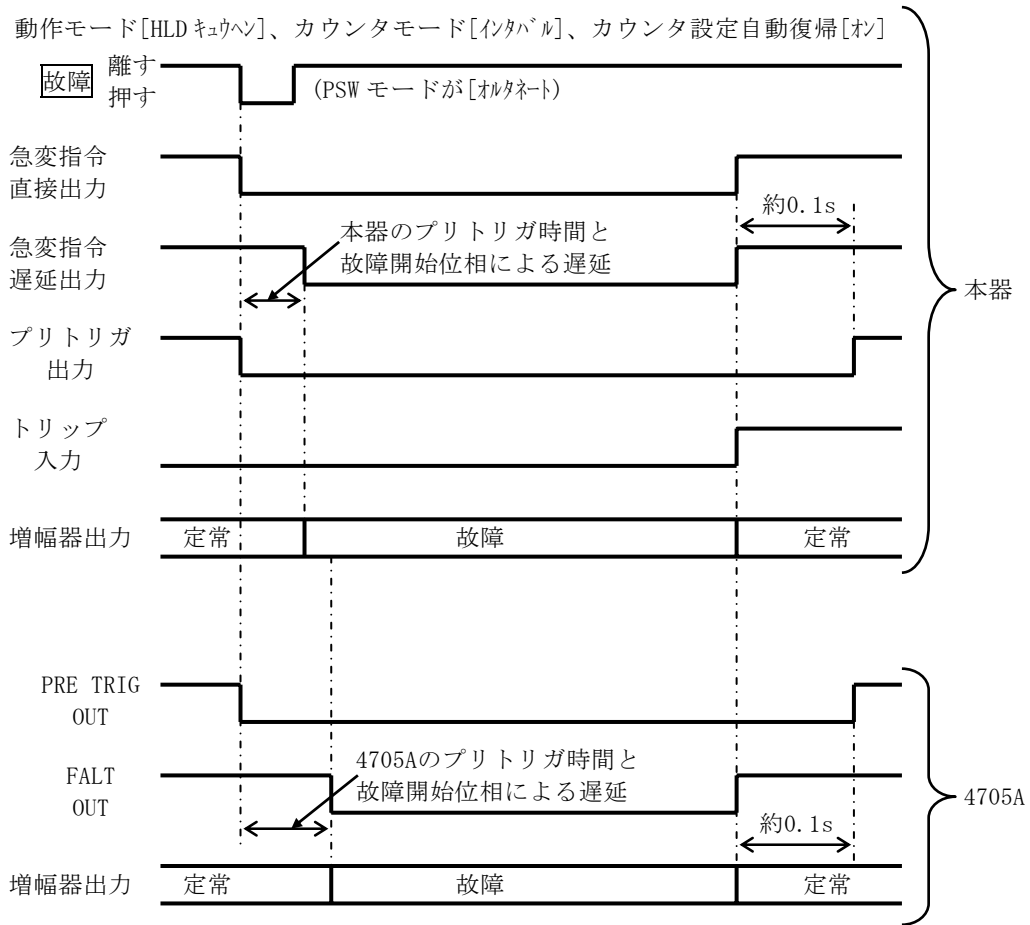 動作モード[HLDキュウヘン]、カウンタモード[インタバル]、カウンタ設定自動復帰[オン]
故障 離す
押す
(PSWモードが[オルタネート)
急変指令
直接出力
約0.1s
急変指令
遅延出力
本器のプリトリガ時間と
故障開始位相による遅延
本器
プリトリガ
出力
トリップ
入力
増幅器出力 定常 故障 定常
PRE TRIG
OUT
FALT
OUT
4705Aのプリトリガ時間と
故障開始位相による遅延
4705A
約0.1s
増幅器出力 定常 故障 定常